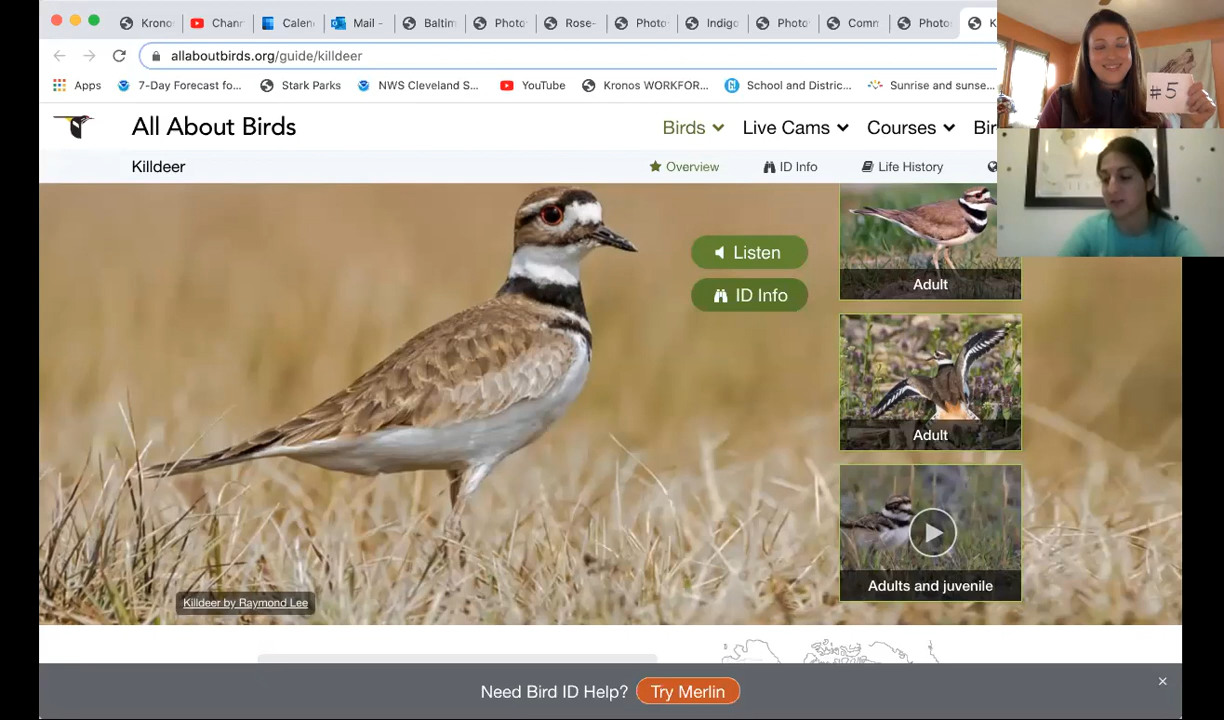 Krono
Chann
Calen
Mail -
Baltim
Photo
Rose-
Photo
Indigo
Photo
Comm
Photo
K
allaboutbirds.org/guide/killdeer
Apps
7-Day Forecast fo...
Stark Parks
NWS Cleveland S...
YouTube
Kronos WORKFOR...
School and Distric...
Sunrise and sunse...
#5
All About Birds
Birds
Live Cams
Courses
Bir
Killdeer
Overview
ID Info
Life History
Listen
ID Info
Adult
Adult
Adults and juvenile
Killdeer by Raymond Lee
Need Bird ID Help?
Try Merlin